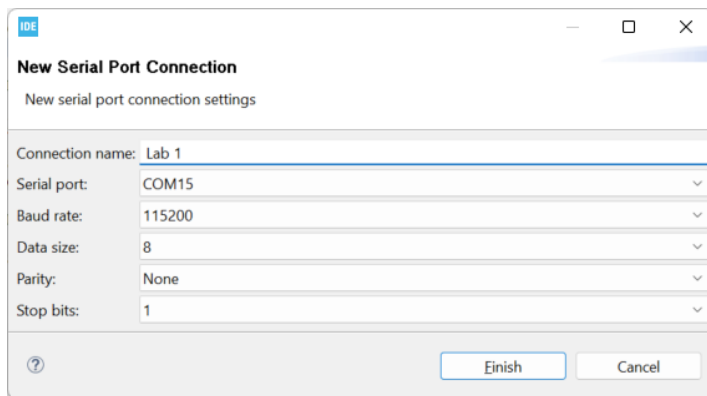 IDE
New Serial Port Connection
New serial port connection settings
Connection name: Lab 1
Serial port: COM15
Baud rate: 115200
Data size: 8
Parity: None
Stop bits: 1
? Finish Cancel